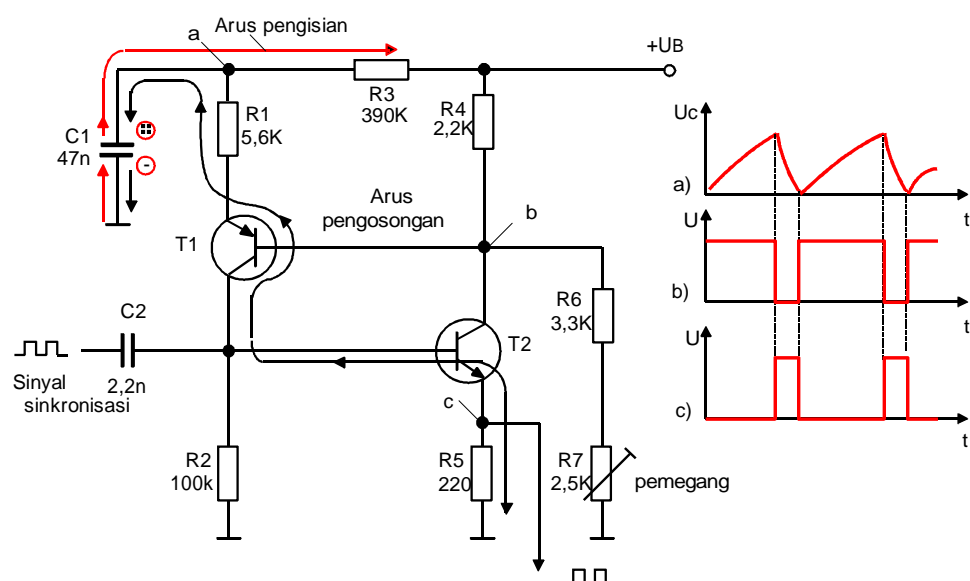 Arus pengisian
a
+UB
R3
390K
R1
5,6K
R4
2,2K
C1
47n
+
-
Arus
pengosongan
b
T1
R6
3,3K
C2
2,2n
T2
Sinyal
sinkronisasi
c
R2
100k
R5
220
R7
2,5K
pemegang
Uc
a)
t
U
b)
t
U
c)
t